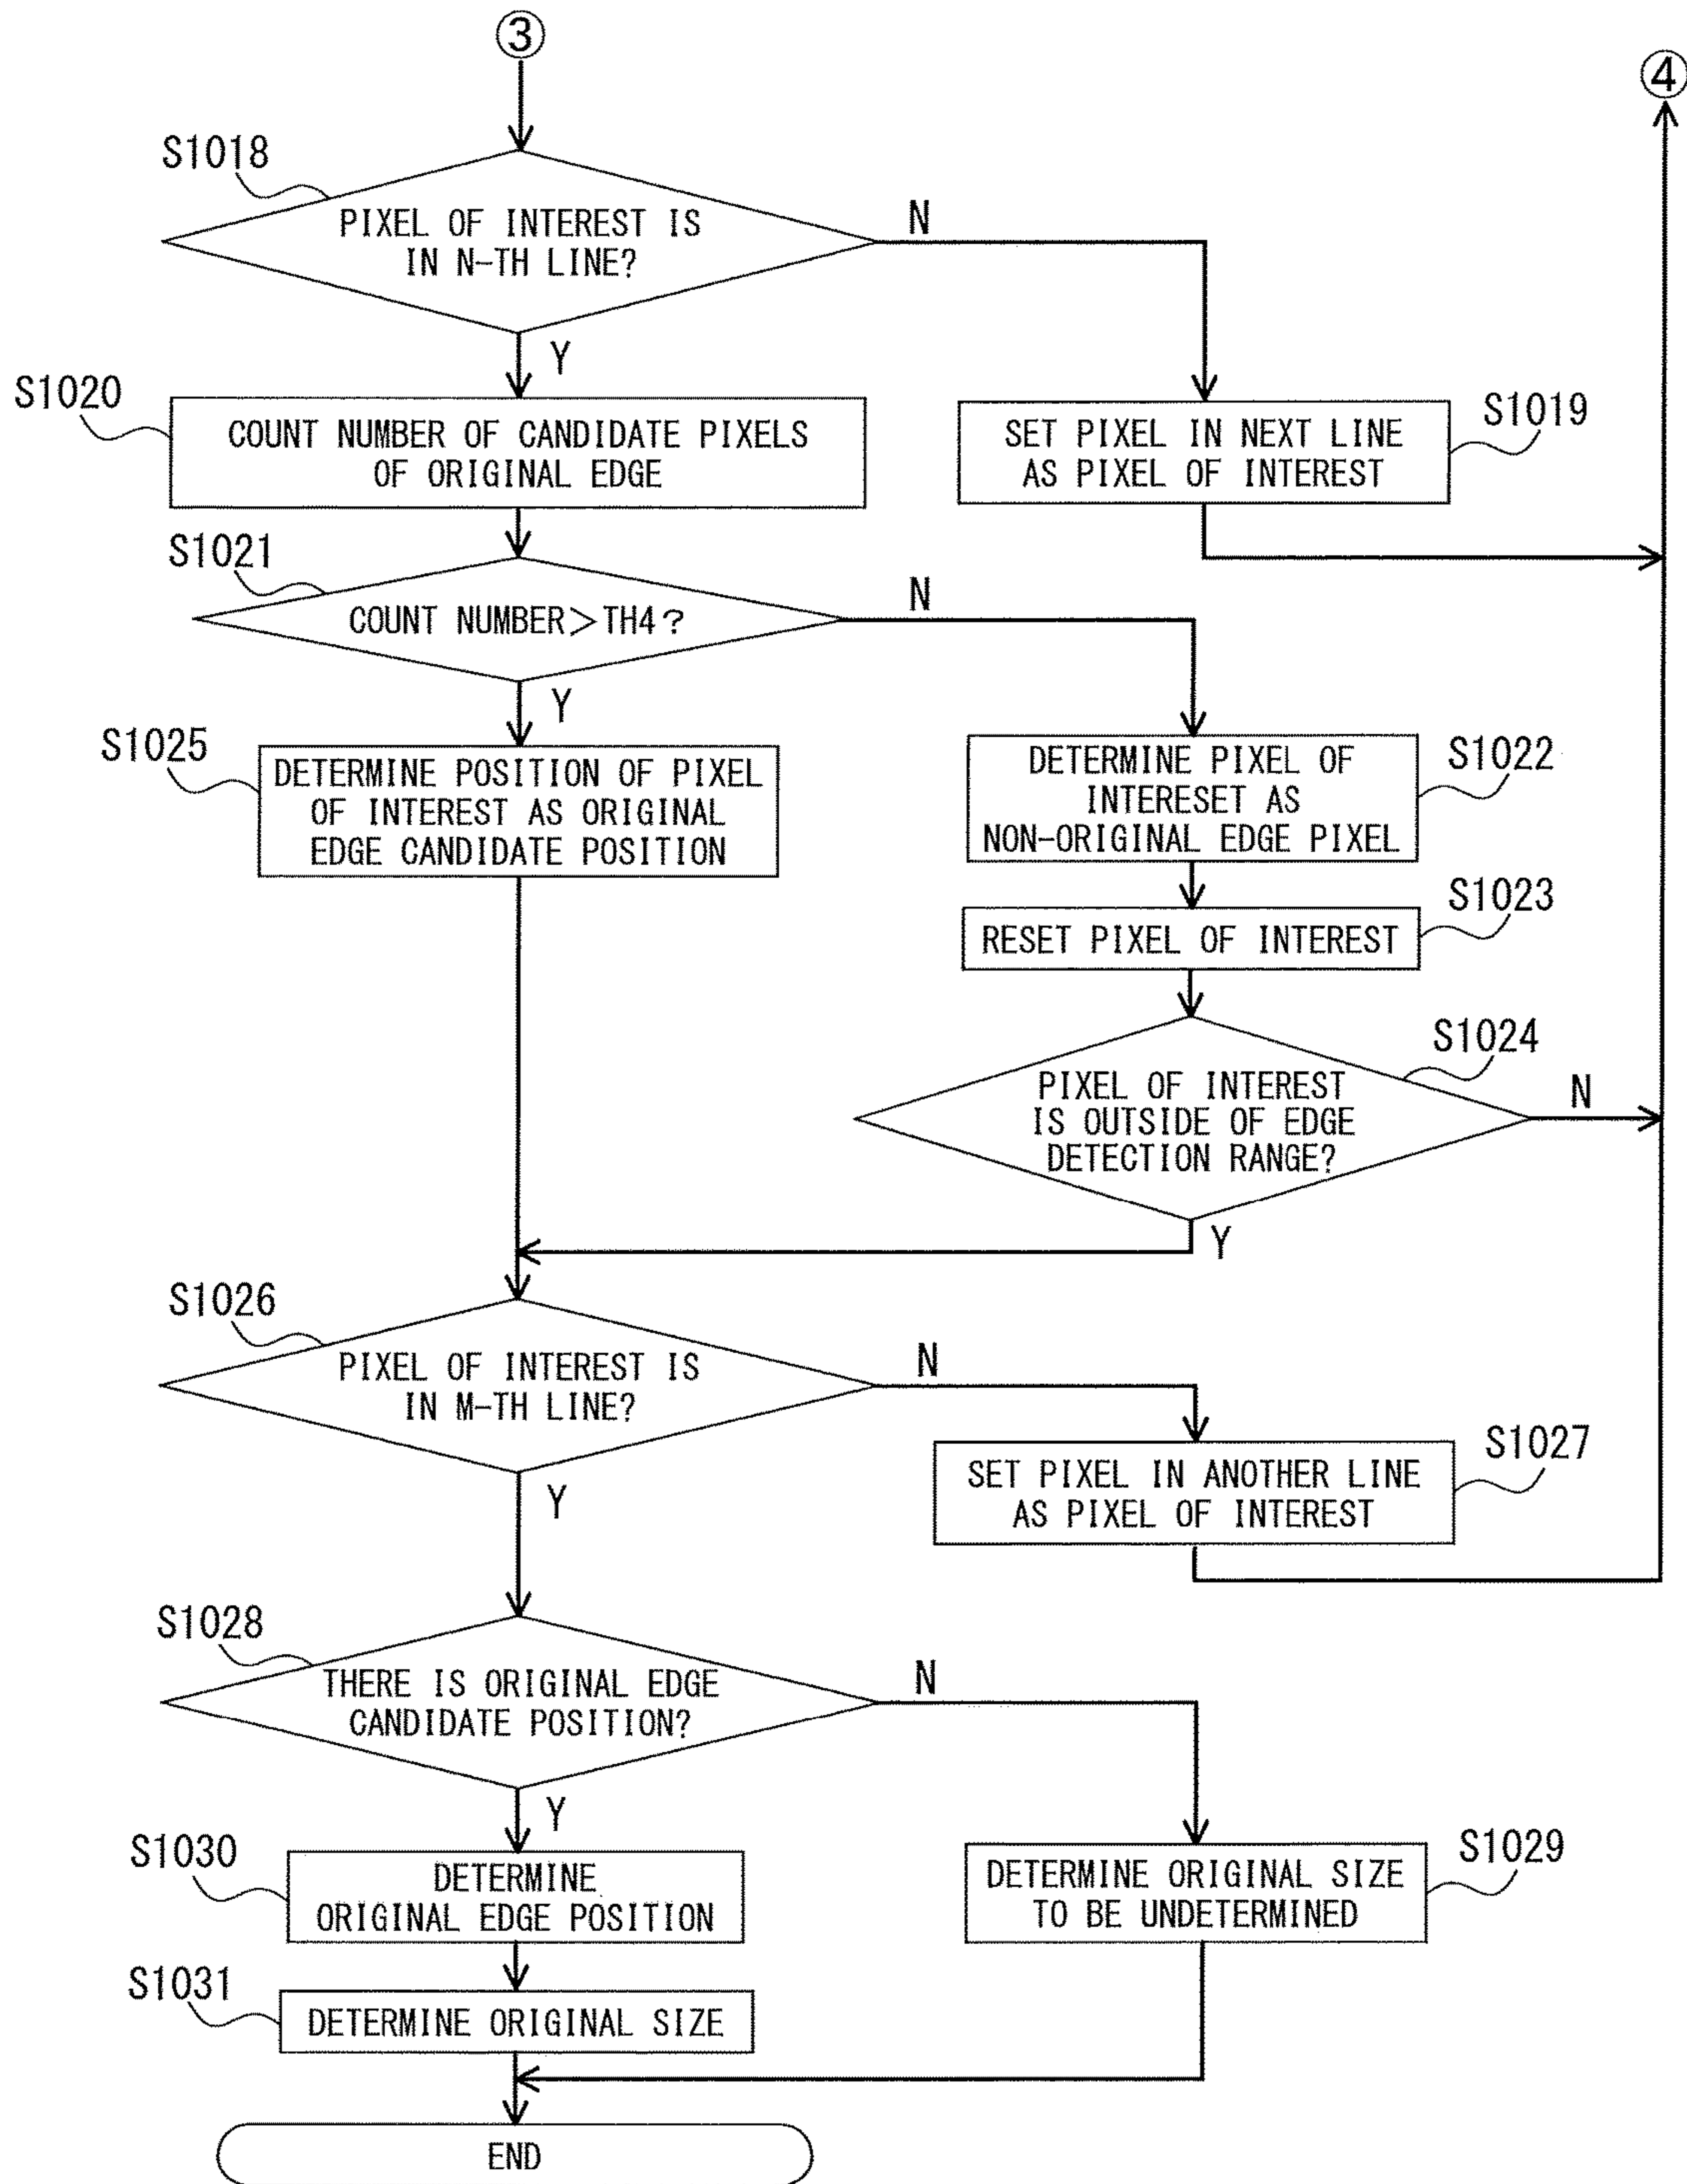 ③
④
S1018
PIXEL OF INTEREST IS
IN N-TH LINE?
N
Y
S1020
COUNT NUMBER OF CANDIDATE PIXELS
OF ORIGINAL EDGE
SET PIXEL IN NEXT LINE
AS PIXEL OF INTEREST
S1019
S1021
COUNT NUMBER>TH4?
N
Y
S1025
DETERMINE POSITION OF PIXEL
OF INTEREST AS ORIGINAL
EDGE CANDIDATE POSITION
DETERMINE PIXEL OF
INTERESET AS
NON-ORIGINAL EDGE PIXEL
S1022
RESET PIXEL OF INTEREST
S1023
PIXEL OF INTEREST
IS OUTSIDE OF EDGE
DETECTION RANGE?
S1024
N
Y
S1026
PIXEL OF INTEREST IS
IN M-TH LINE?
N
Y
SET PIXEL IN ANOTHER LINE
AS PIXEL OF INTEREST
S1027
S1028
THERE IS ORIGINAL EDGE
CANDIDATE POSITION?
N
Y
S1030
DETERMINE
ORIGINAL EDGE POSITION
DETERMINE ORIGINAL SIZE
TO BE UNDETERMINED
S1029
S1031
DETERMINE ORIGINAL SIZE
END